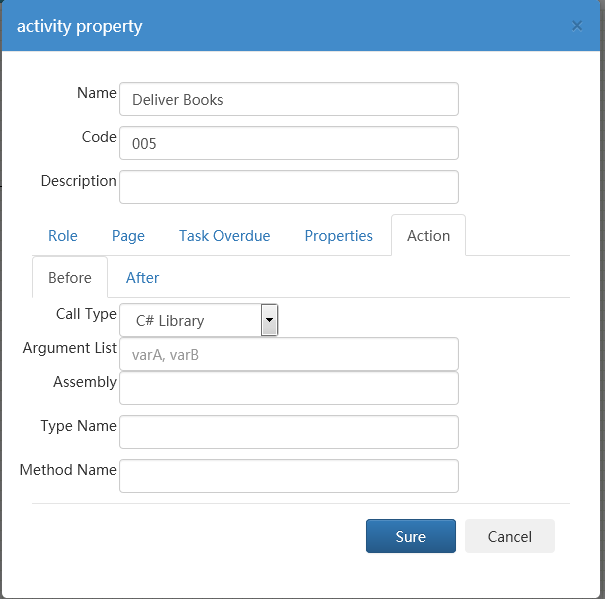 activity property ×
Name Deliver Books
Code 005
Description
Role Page Task Overdue Properties Action
Before After
Call Type C# Library
Argument List varA, varB
Assembly
Type Name
Method Name
Sure Cancel